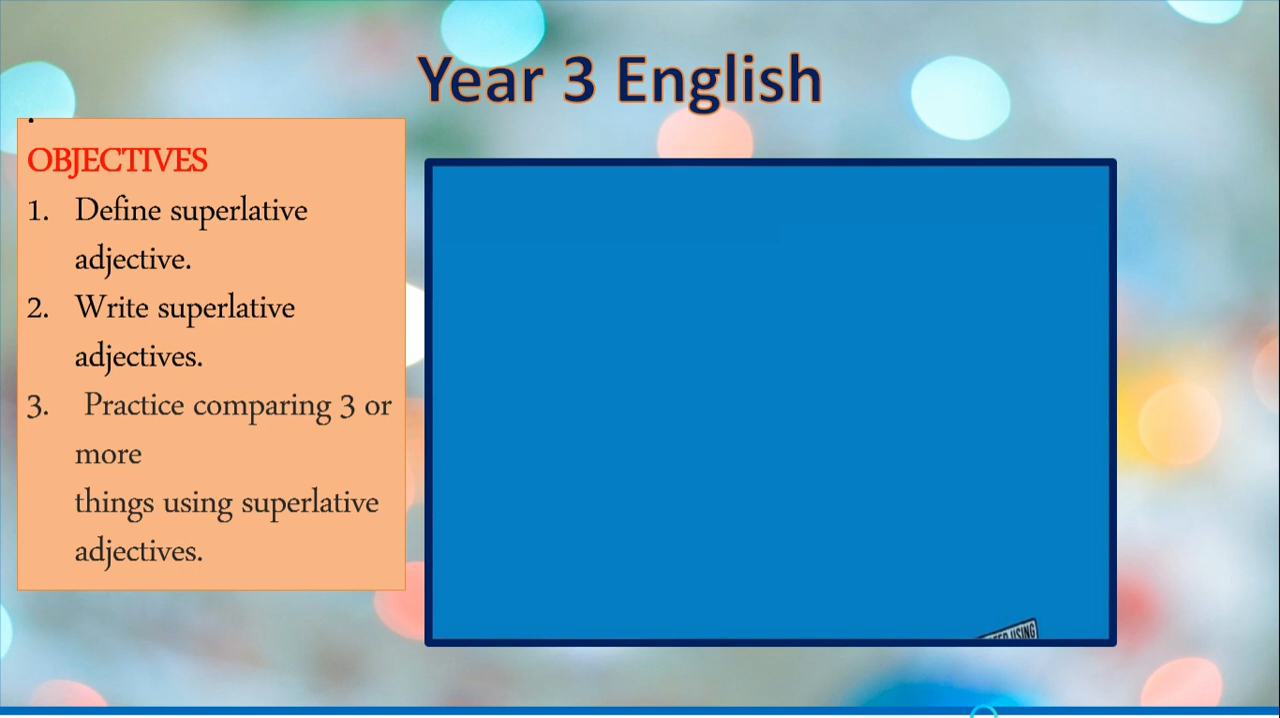 Year 3 English
.
OBJECTIVES
1. Define superlative
adjective.
2. Write superlative
adjectives.
3. Practice comparing 3 or
more
things using superlative
adjectives.
USING